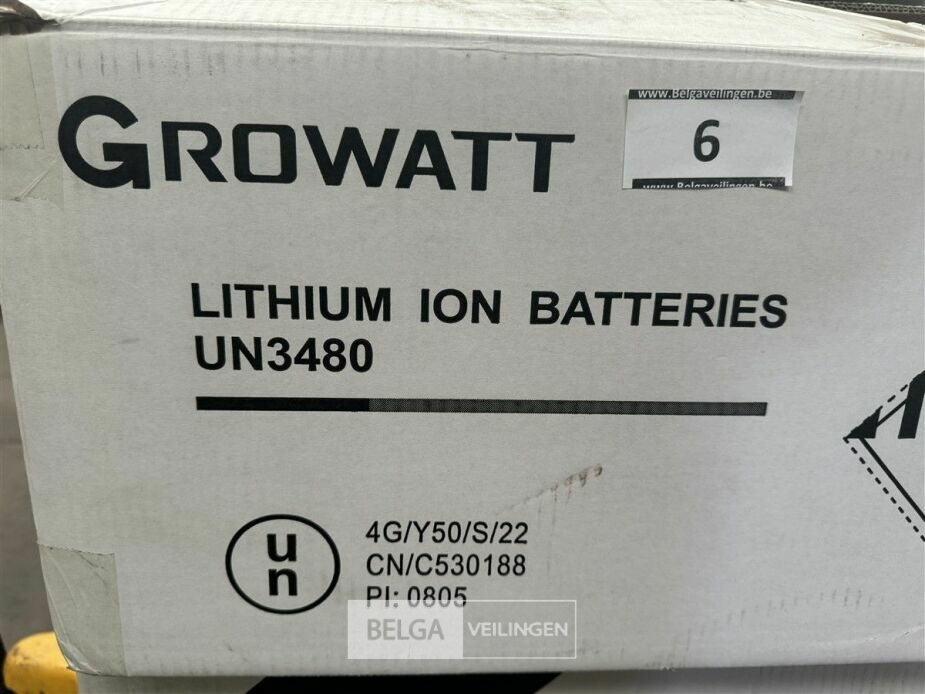 GROWATT
www.Belgaveilingen.be
6
www.Belgaveilingen.be
LITHIUM ION BATTERIES
UN3480
un
4G/Y50/S/22
CN/C530188
PI: 0805
BELGA VEILINGEN